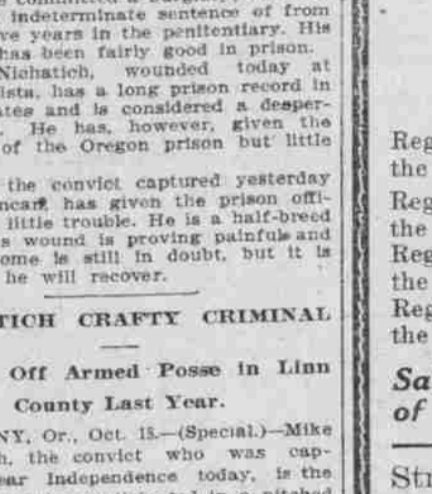 indeterminate sentence of from
years in the penitentiary. His
has been fairly good in prison.
Nichatich, wounded today at
has a long prison record in
and is considered a desper-
He has, however, given the
of the Oregon prison but little
the convict captured yesterday
has given the prison offi-
little trouble. He is a half-breed
wound is proving painful and
is still in doubt, but it is
he will recover.
TICH CRAFTY CRIMINAL
Off Armed Posse in Linn
County Last Year.
NY, Or., Oct. 15.—(Special.)—Mike
h, the convict who was cap-
ear Independence today, is the
in a pitched
Reg
the
Reg
the
Reg
the
Reg
the
Sa
of
Str